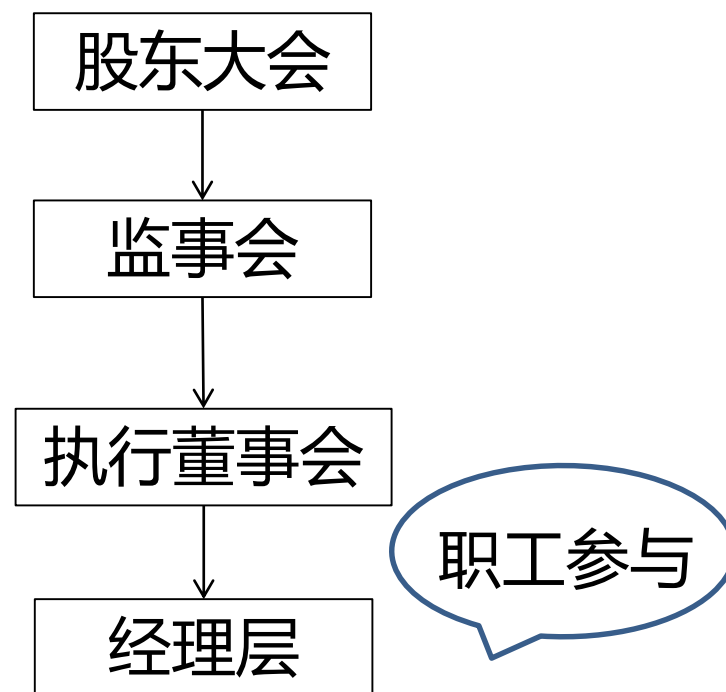 股东大会
监事会
执行董事会
职工参与
经理层